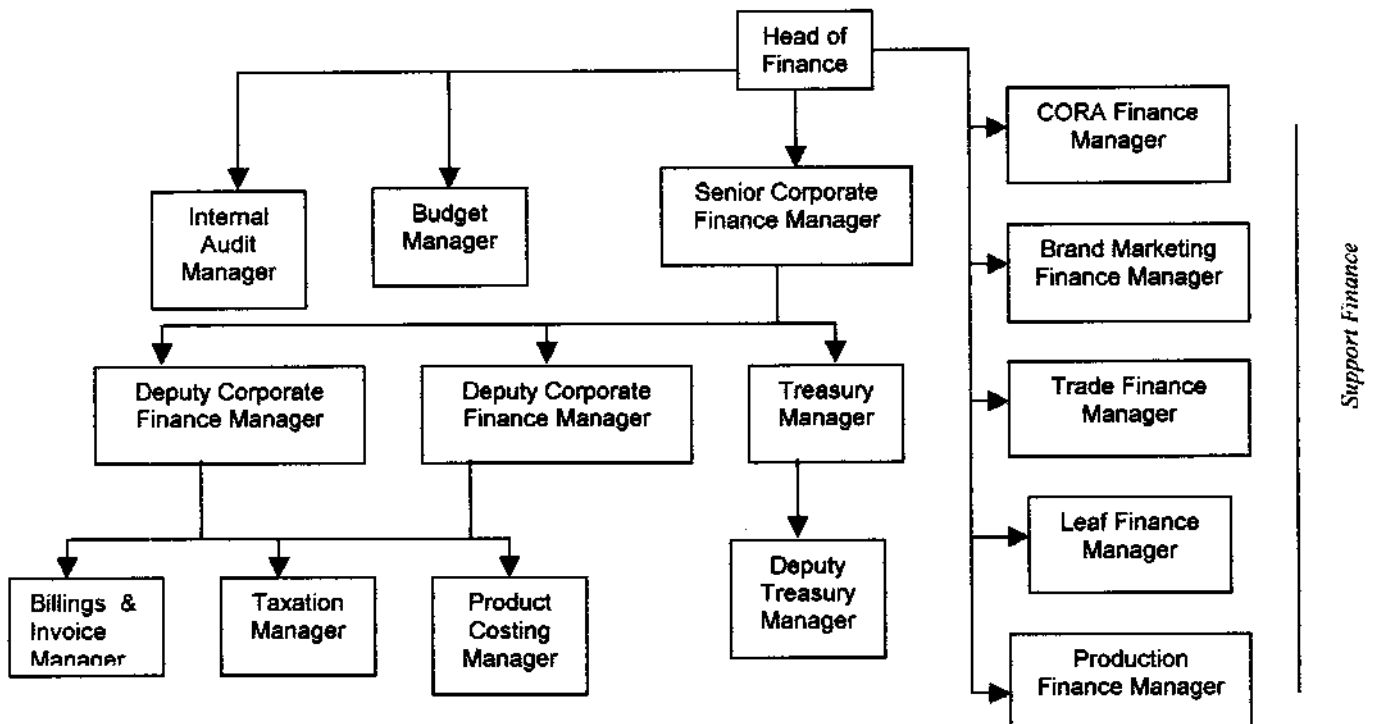 Head of
Finance
CORA Finance
Manager
Internal
Audit
Manager
Budget
Manager
Senior Corporate
Finance Manager
Brand Marketing
Finance Manager
Support Finance
Deputy Corporate
Finance Manager
Deputy Corporate
Finance Manager
Treasury
Manager
Trade Finance
Manager
Leaf Finance
Manager
Billings &
Invoice
Manager
Taxation
Manager
Product
Costing
Manager
Deputy
Treasury
Manager
Production
Finance Manager